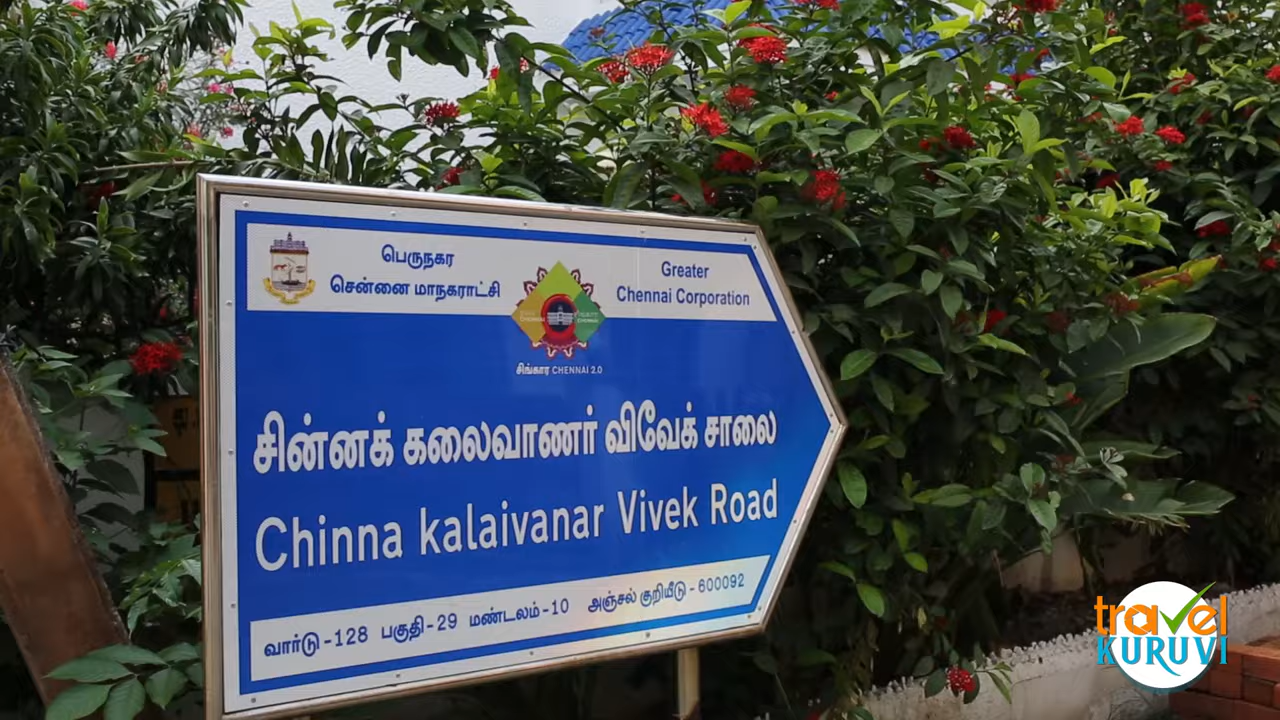 பெருநகர
சென்னை மாநகராட்சி
Greater
Chennai Corporation
சிங்கார CHENNAI 2.0
சின்னக் கலைவாணர் விவேக் சாலை
Chinna kalaivanar Vivek Road
வார்டு -128 பகுதி -29 மண்டலம் -10 அஞ்சல் குறியீடு - 600092
travel
KURUVI